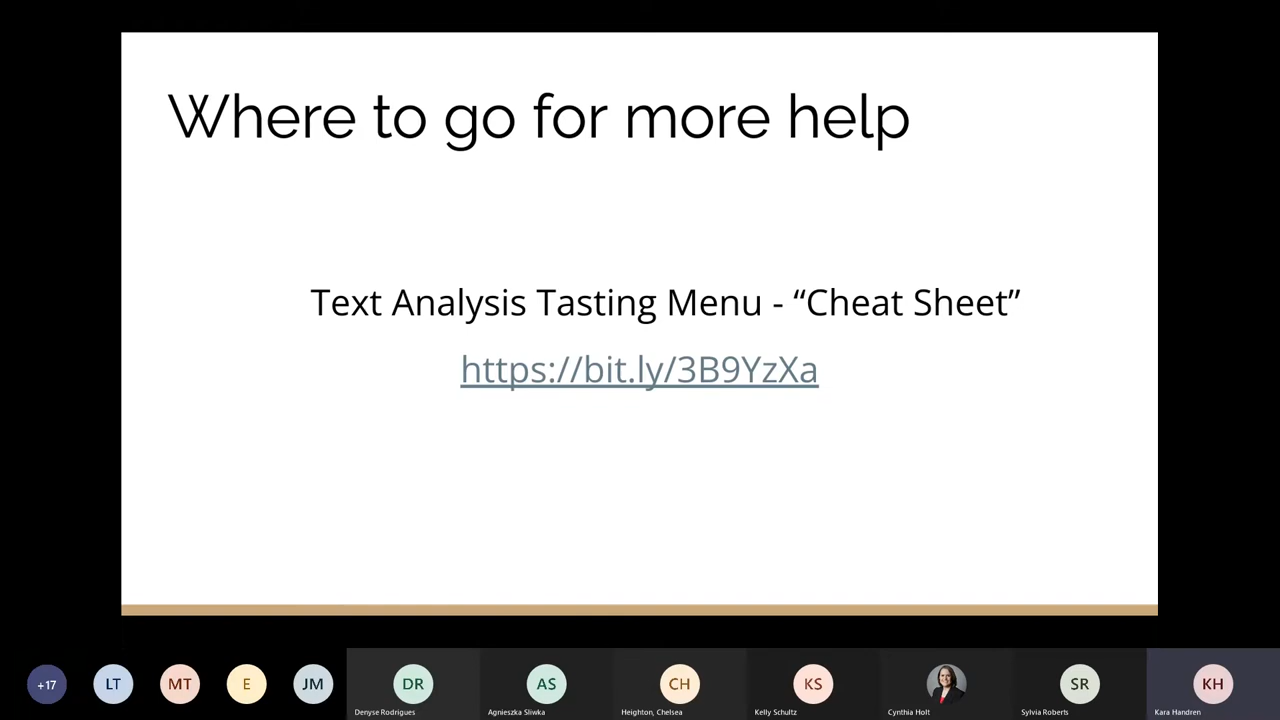 Where to go for more help
Text Analysis Tasting Menu - “Cheat Sheet”
https://bit.ly/3B9YzXa
+17
LT
MT
E
JM
DR
AS
CH
KS
SR
KH
Denyse Rodrigues
Agnieszka Sliwka
Heighton, Chelsea
Kelly Schultz
Cynthia Holt
Sylvia Roberts
Kara Handren